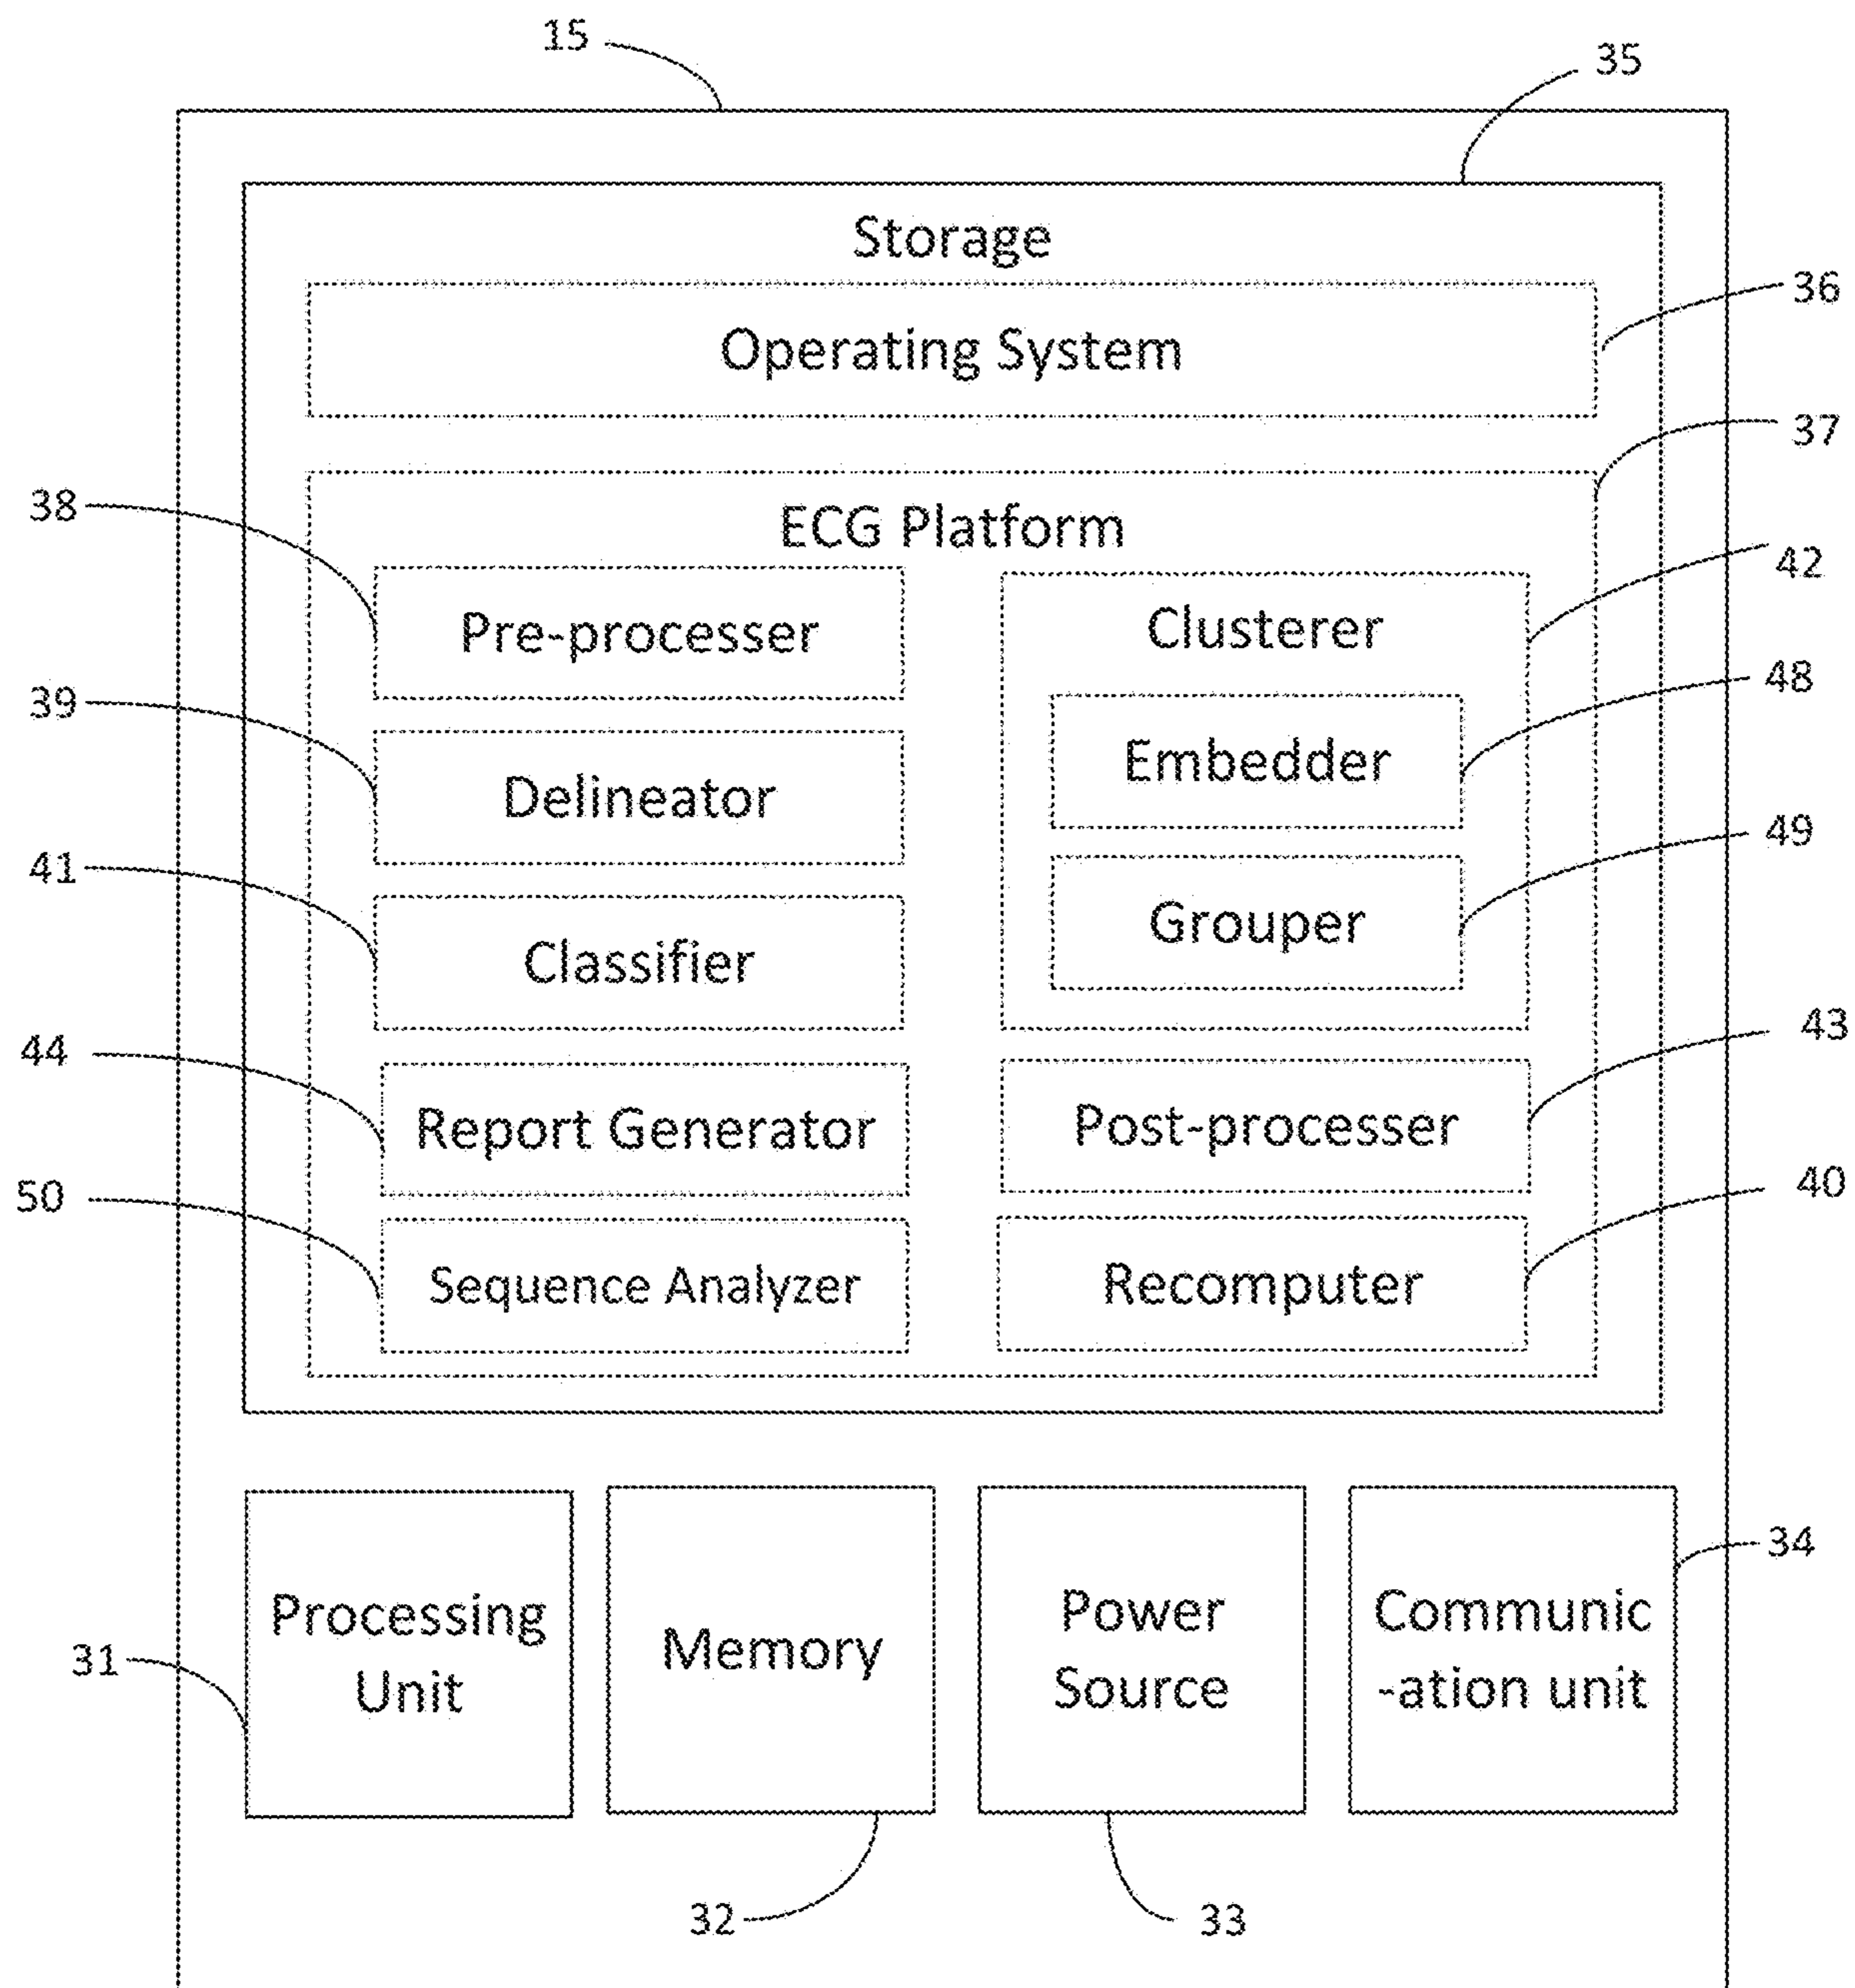 15
35
Storage
36
Operating System
37
38
ECG Platform
42
Pre-processer
Clusterer
48
39
Embedder
Delineator
49
41
Grouper
Classifier
43
44
Report Generator
Post-processer
50
40
Sequence Analyzer
Recomputer
34
Processing
Unit
Memory
Power
Source
Communic
-ation unit
31
32
33